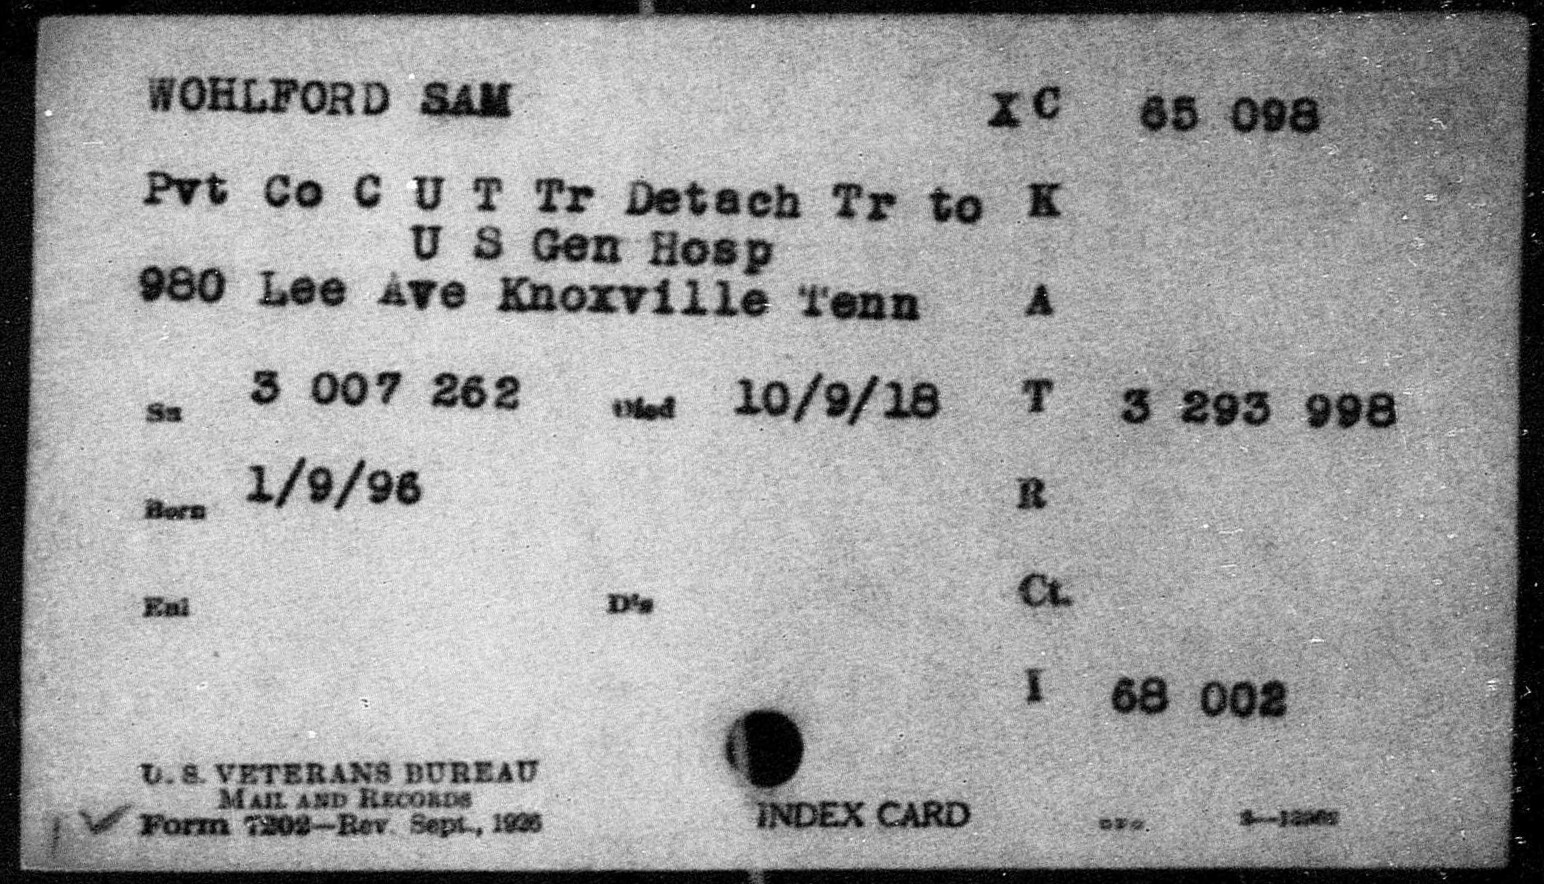 WOHLFORD SAM XC 65 098
Pvt Co C U T Tr Detach Tr to K
U S Gen Hosp
980 Lee Ave Knoxville Tenn A
Sn 3 007 262 Died 10/9/18 T 3 293 998
Born 1/9/96 R
Enl D's Ct.
I 68 002
U. S. VETERANS BUREAU
MAIL AND RECORDS
Form 7202—Rev. Sept., 1926 INDEX CARD